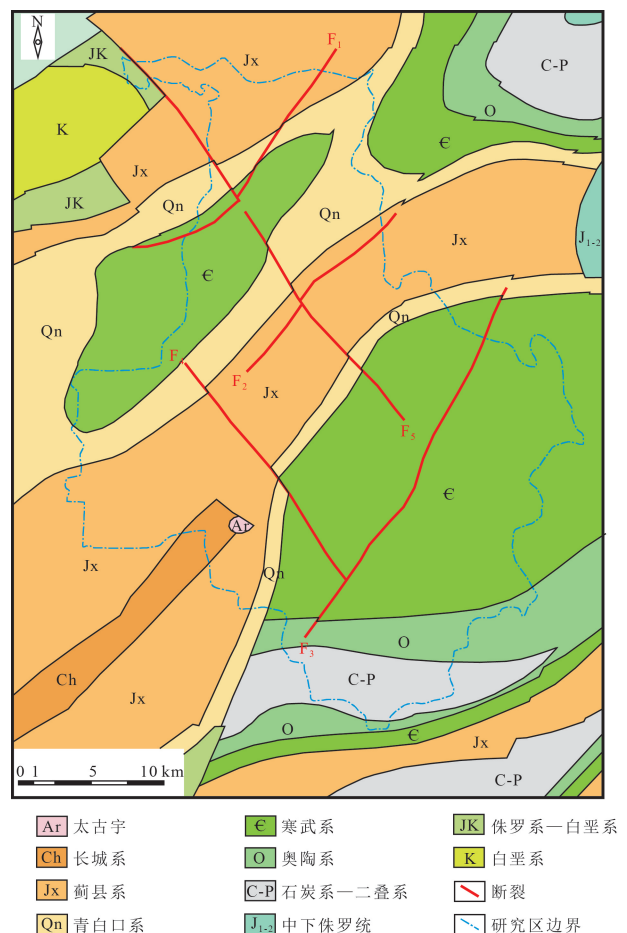 N
JK
Jx
F1
C-P
O
K
Є
Jx
JK
Qn
Qn
Jx
J1-2
Є
Qn
Qn
F
F2
Jx
F5
Є
Ar
Jx
Qn
O
F3
Ch
C-P
Jx
O
Є
Jx
C-P
0 1 5 10 km
Ar 太古宇 Є 寒武系 JK 侏罗系—白垩系
Ch 长城系 O 奥陶系 K 白垩系
Jx 蓟县系 C-P 石炭系—二叠系 断裂
Qn 青白口系 J1-2 中下侏罗统 研究区边界